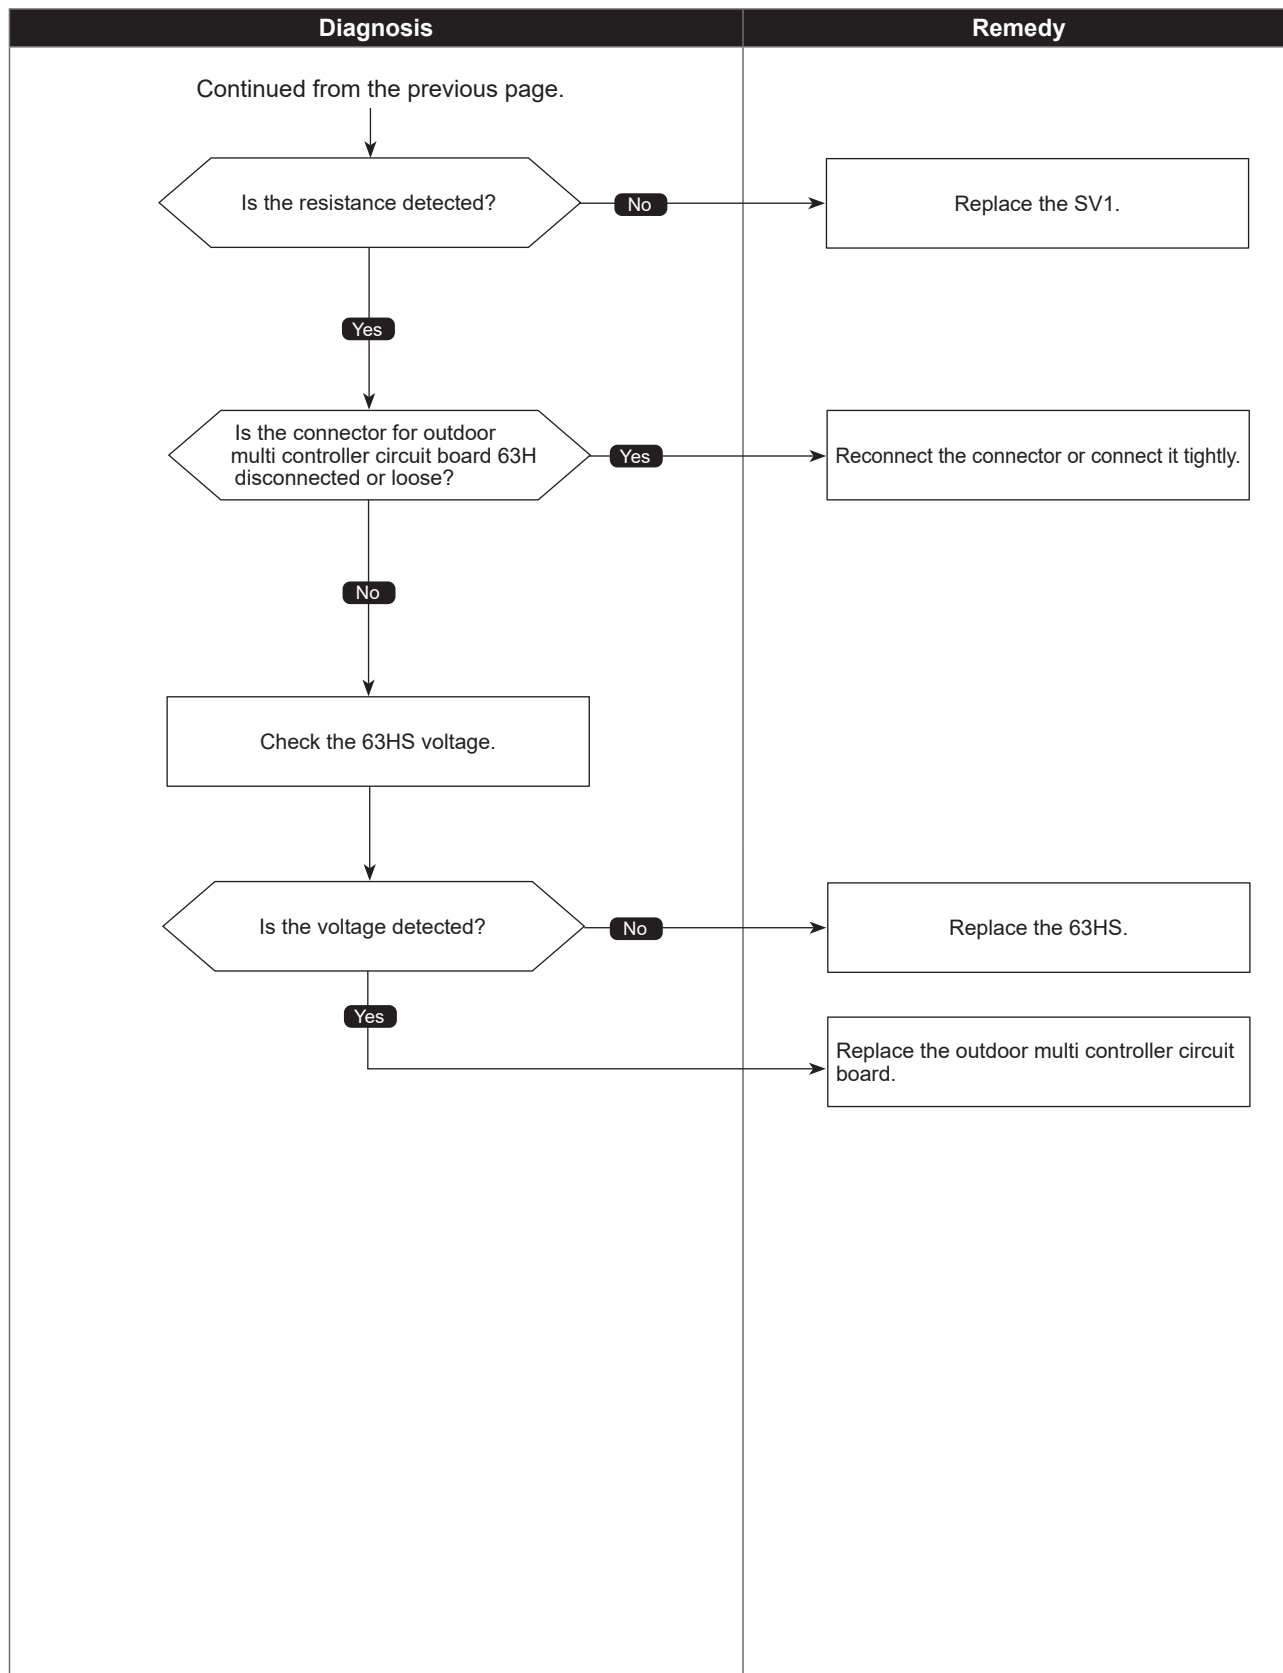 Diagnosis
Remedy
Continued from the previous page.
Is the resistance detected?
No
Replace the SV1.
Yes
Is the connector for outdoor
multi controller circuit board 63H
disconnected or loose?
Yes
Reconnect the connector or connect it tightly.
No
Check the 63HS voltage.
Is the voltage detected?
No
Replace the 63HS.
Yes
Replace the outdoor multi controller circuit
board.